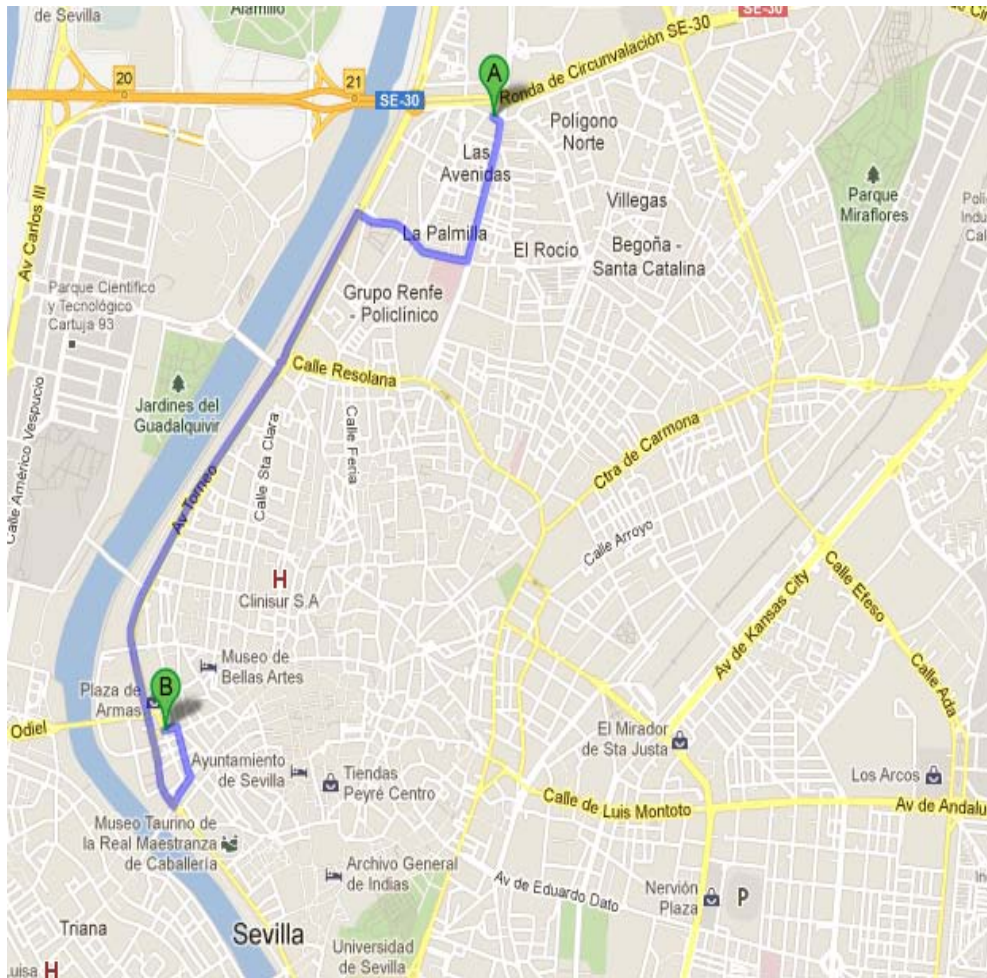 de Sevilla
Alamillo
SE-30
20
21
SE-30
A
Ronda de Circunvalación SE-30
Polígono
Norte
Las
Avenidas
Villegas
Parque
Miraflores
Av Carlos III
La Palmilla
El Rocio
Begoña -
Santa Catalina
Parque Científico
y Tecnológico
Cartuja 93
Grupo Renfe
- Policlínico
Calle Resolana
Jardines del
Guadalquivir
Calle Américo Vespucio
Calle Sta Clara
Calle Feria
Ctra de Carmona
Av Torneo
Calle Arroyo
H
Clinisur S.A
Calle Efeso
Av de Kansas City
Calle Ada
Museo de
Bellas Artes
Plaza de
Armas
B
Odiel
El Mirador
de Sta Justa
Ayuntamiento
de Sevilla
Tiendas
Peyré Centro
Los Arcos
Calle de Luis Montoto
Av de Andalu
Museo Taurino de
la Real Maestranza
de Caballería
Archivo General
de Indias
Av de Eduardo Dato
Nervión
Plaza
P
Triana
Sevilla
Universidad
de Sevilla
uisa H